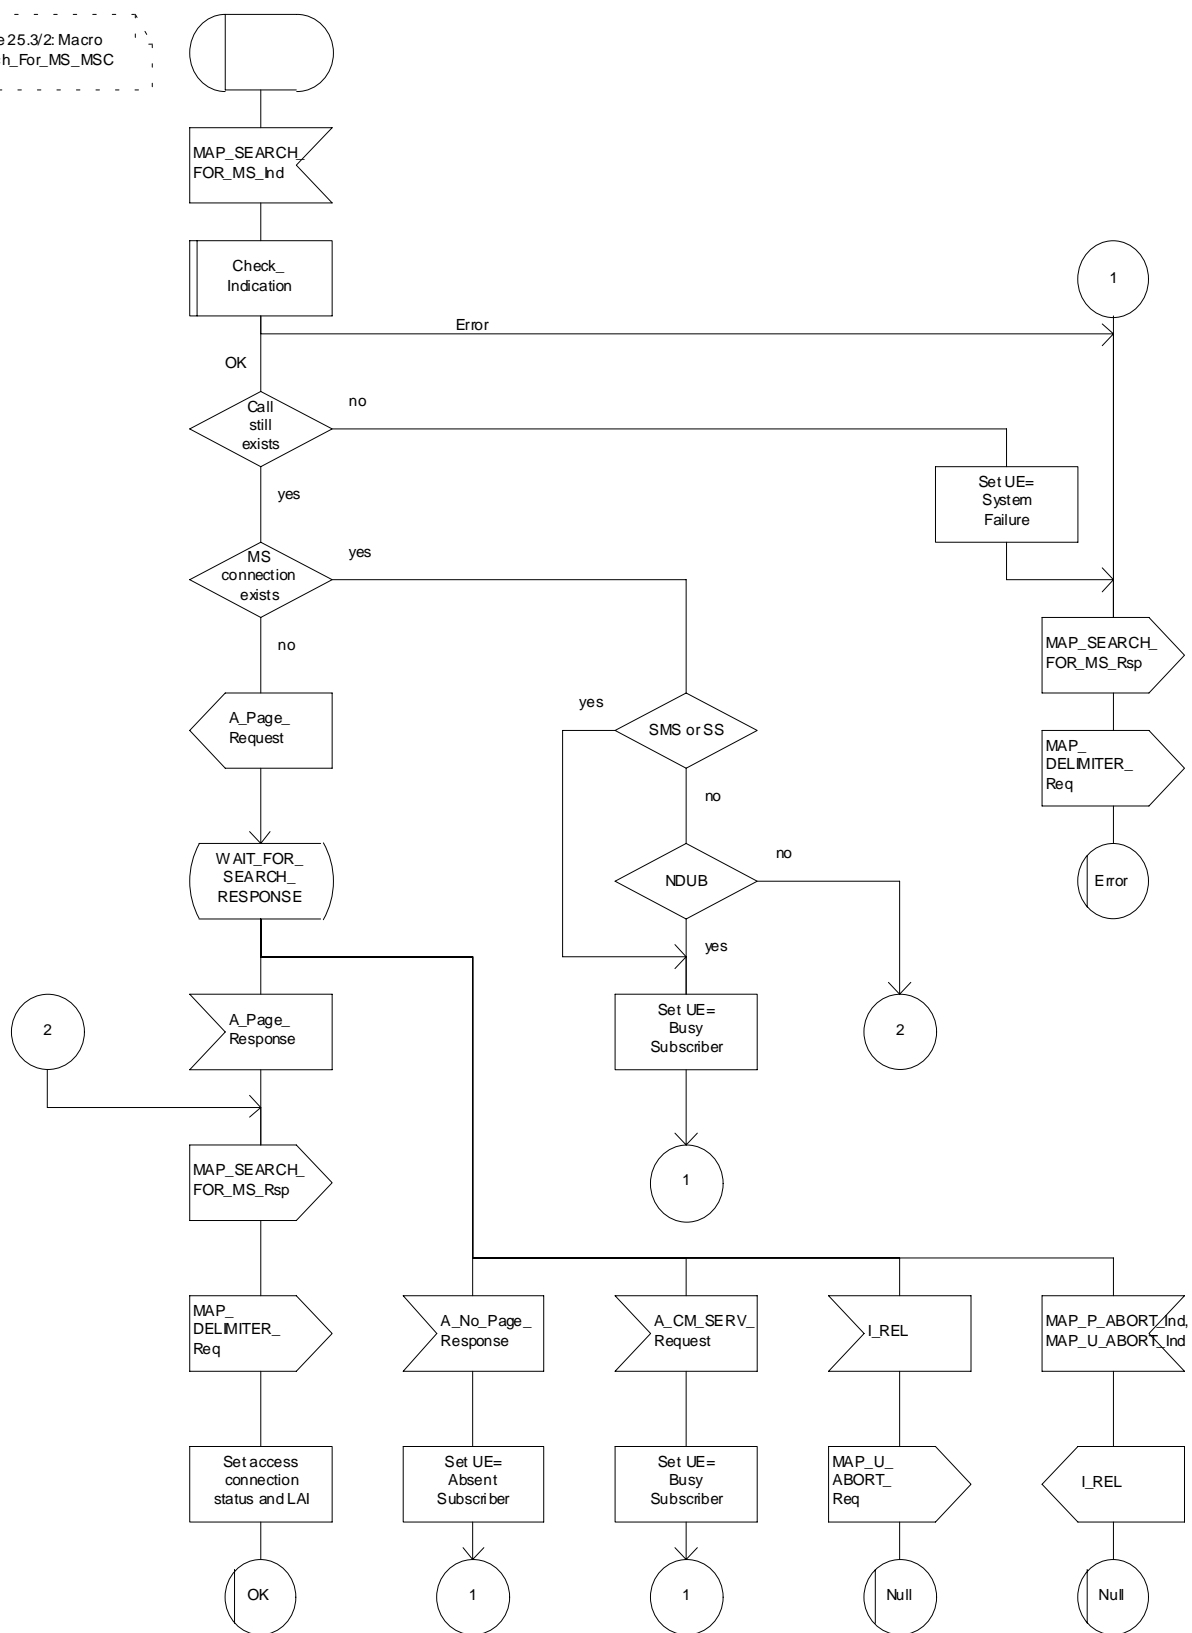 25.3/2: Macro
For_MS_MSC
MAP_SEARCH_
FOR_MS_Ind
Check_
Indication
1
Error
OK
Call
still
exists
no
Set UE=
System
Failure
yes
MS
connection
exists
yes
no
MAP_SEARCH_
FOR_MS_Rsp
A_Page_
Request
yes
SMS or SS
MAP_
DELIMITER_
Req
no
WAIT_FOR_
SEARCH_
RESPONSE
NDUB
no
Error
yes
2
A_Page_
Response
Set UE=
Busy
Subscriber
2
MAP_SEARCH_
FOR_MS_Rsp
1
MAP_
DELIMITER_
Req
A_No_Page_
Response
A_CM_SERV_
Request
I_REL
MAP_P_ABORT_Ind,
MAP_U_ABORT_Ind
Set access
connection
status and LAI
Set UE=
Absent
Subscriber
Set UE=
Busy
Subscriber
MAP_U_
ABORT_
Req
I_REL
OK
1
1
Null
Null